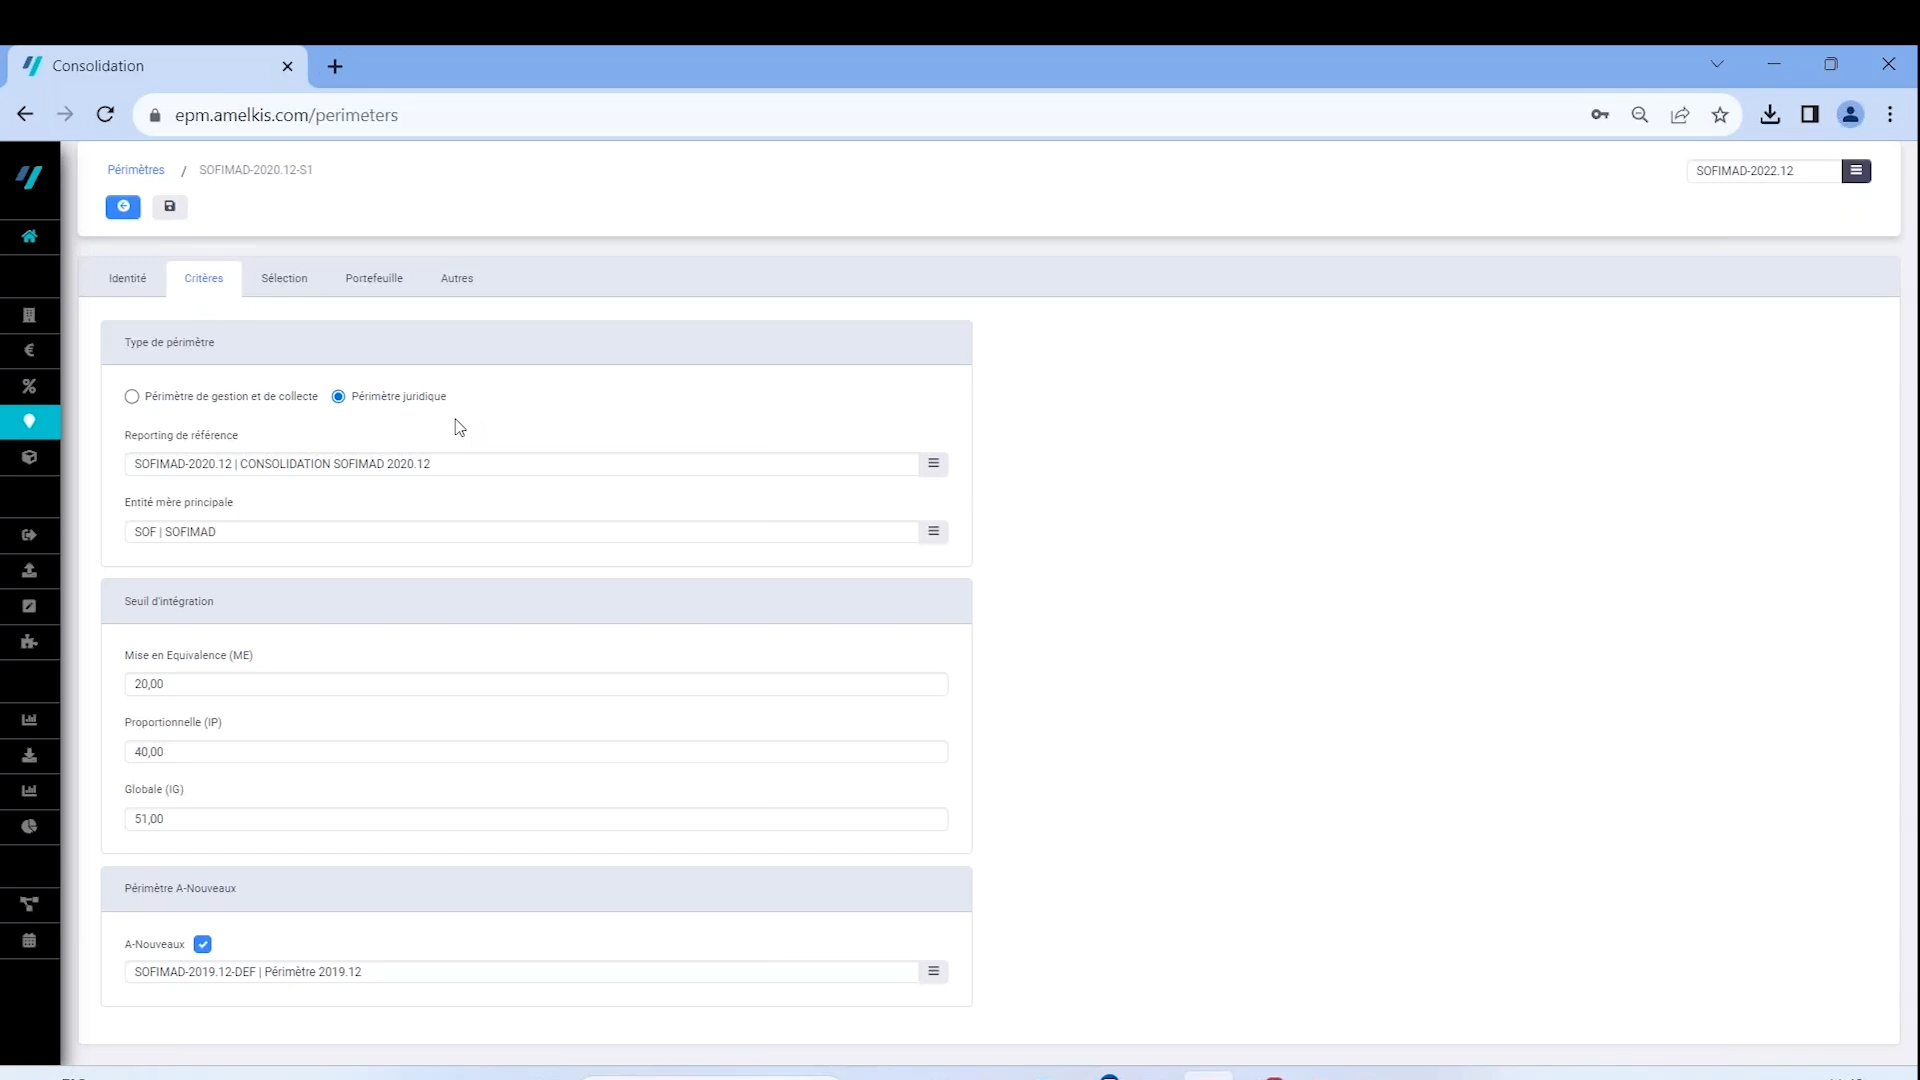 Consolidation
epm.amelkis.com/perimeters
Périmètres / SOFIMAD-2020.12-S1
SOFIMAD-2022.12
Identité
Critères
Sélection
Portefeuille
Autres
Type de périmètre
Périmètre de gestion et de collecte
Périmètre juridique
Reporting de référence
SOFIMAD-2020.12 | CONSOLIDATION SOFIMAD 2020.12
Entité mère principale
SOF | SOFIMAD
Seuil d'intégration
Mise en Equivalence (ME)
20,00
Proportionnelle (IP)
40,00
Globale (IG)
51,00
Périmètre A-Nouveaux
A-Nouveaux
SOFIMAD-2019.12-DEF | Périmètre 2019.12